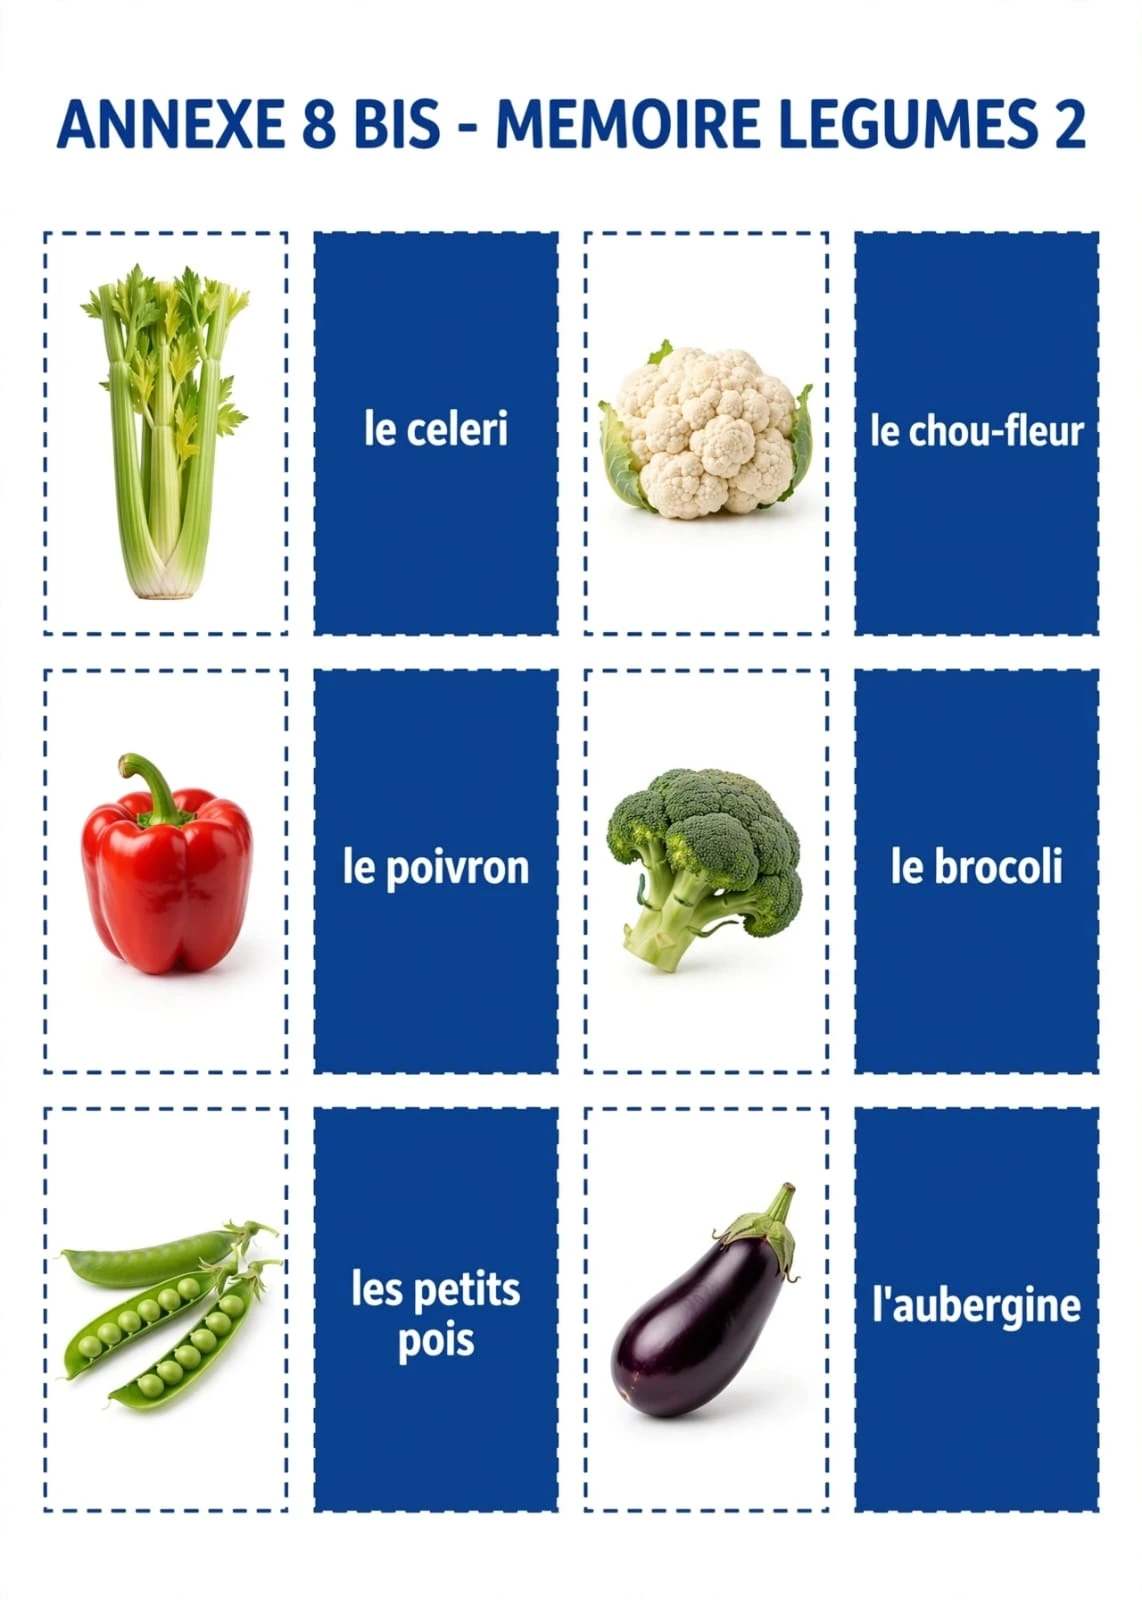 ANNEXE 8 BIS - MEMOIRE LEGUMES 2
le celeri
le chou-fleur
le poivron
le brocoli
les petits
pois
l'aubergine